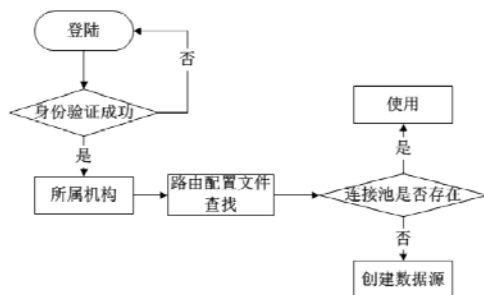 登陆
否
身份验证成功
使用
是
是
所属机构
路由配置文件
查找
连接池是否存在
否
创建数据源